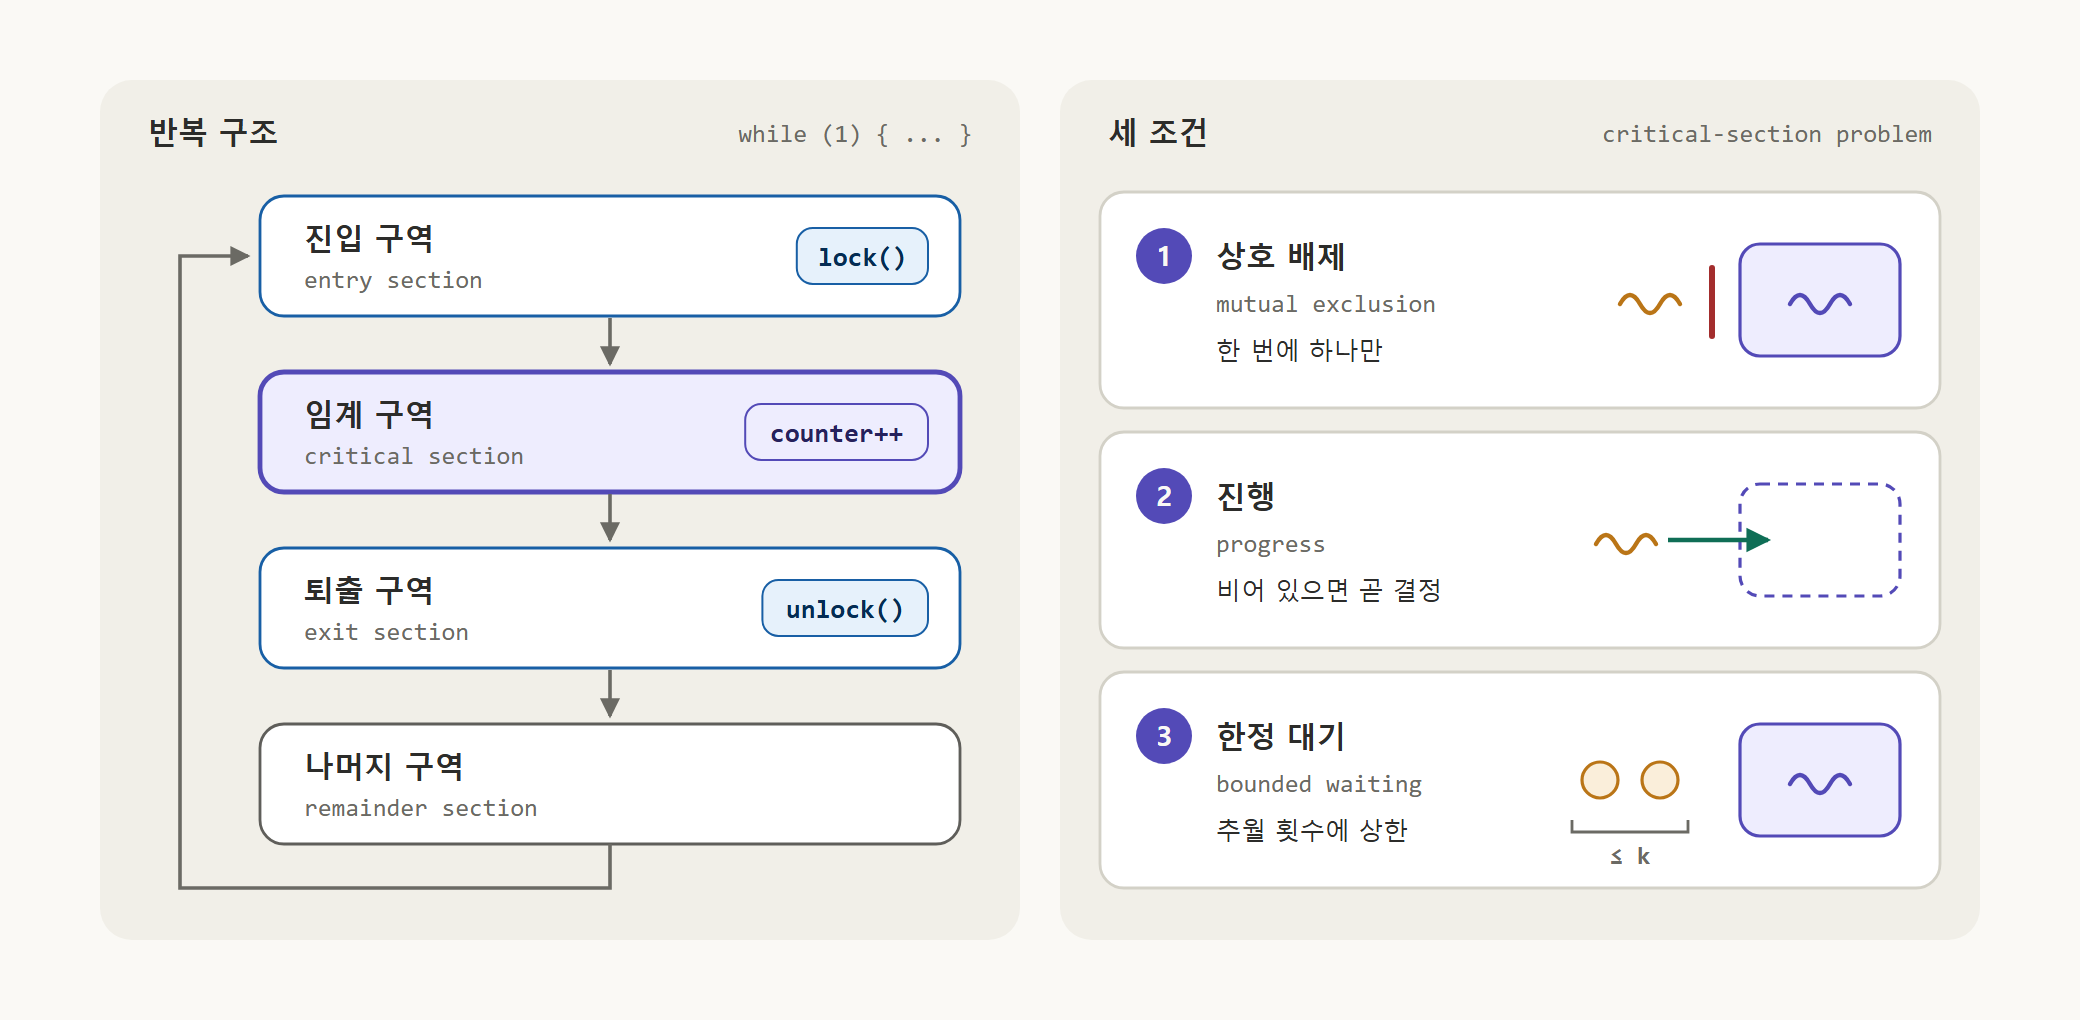 반복 구조
while (1) { ... }
진입 구역
entry section
lock()
임계 구역
critical section
counter++
퇴출 구역
exit section
unlock()
나머지 구역
remainder section
세 조건
critical-section problem
1
상호 배제
mutual exclusion
한 번에 하나만
2
진행
progress
비어 있으면 곧 결정
3
한정 대기
bounded waiting
추월 횟수에 상한
≤ k